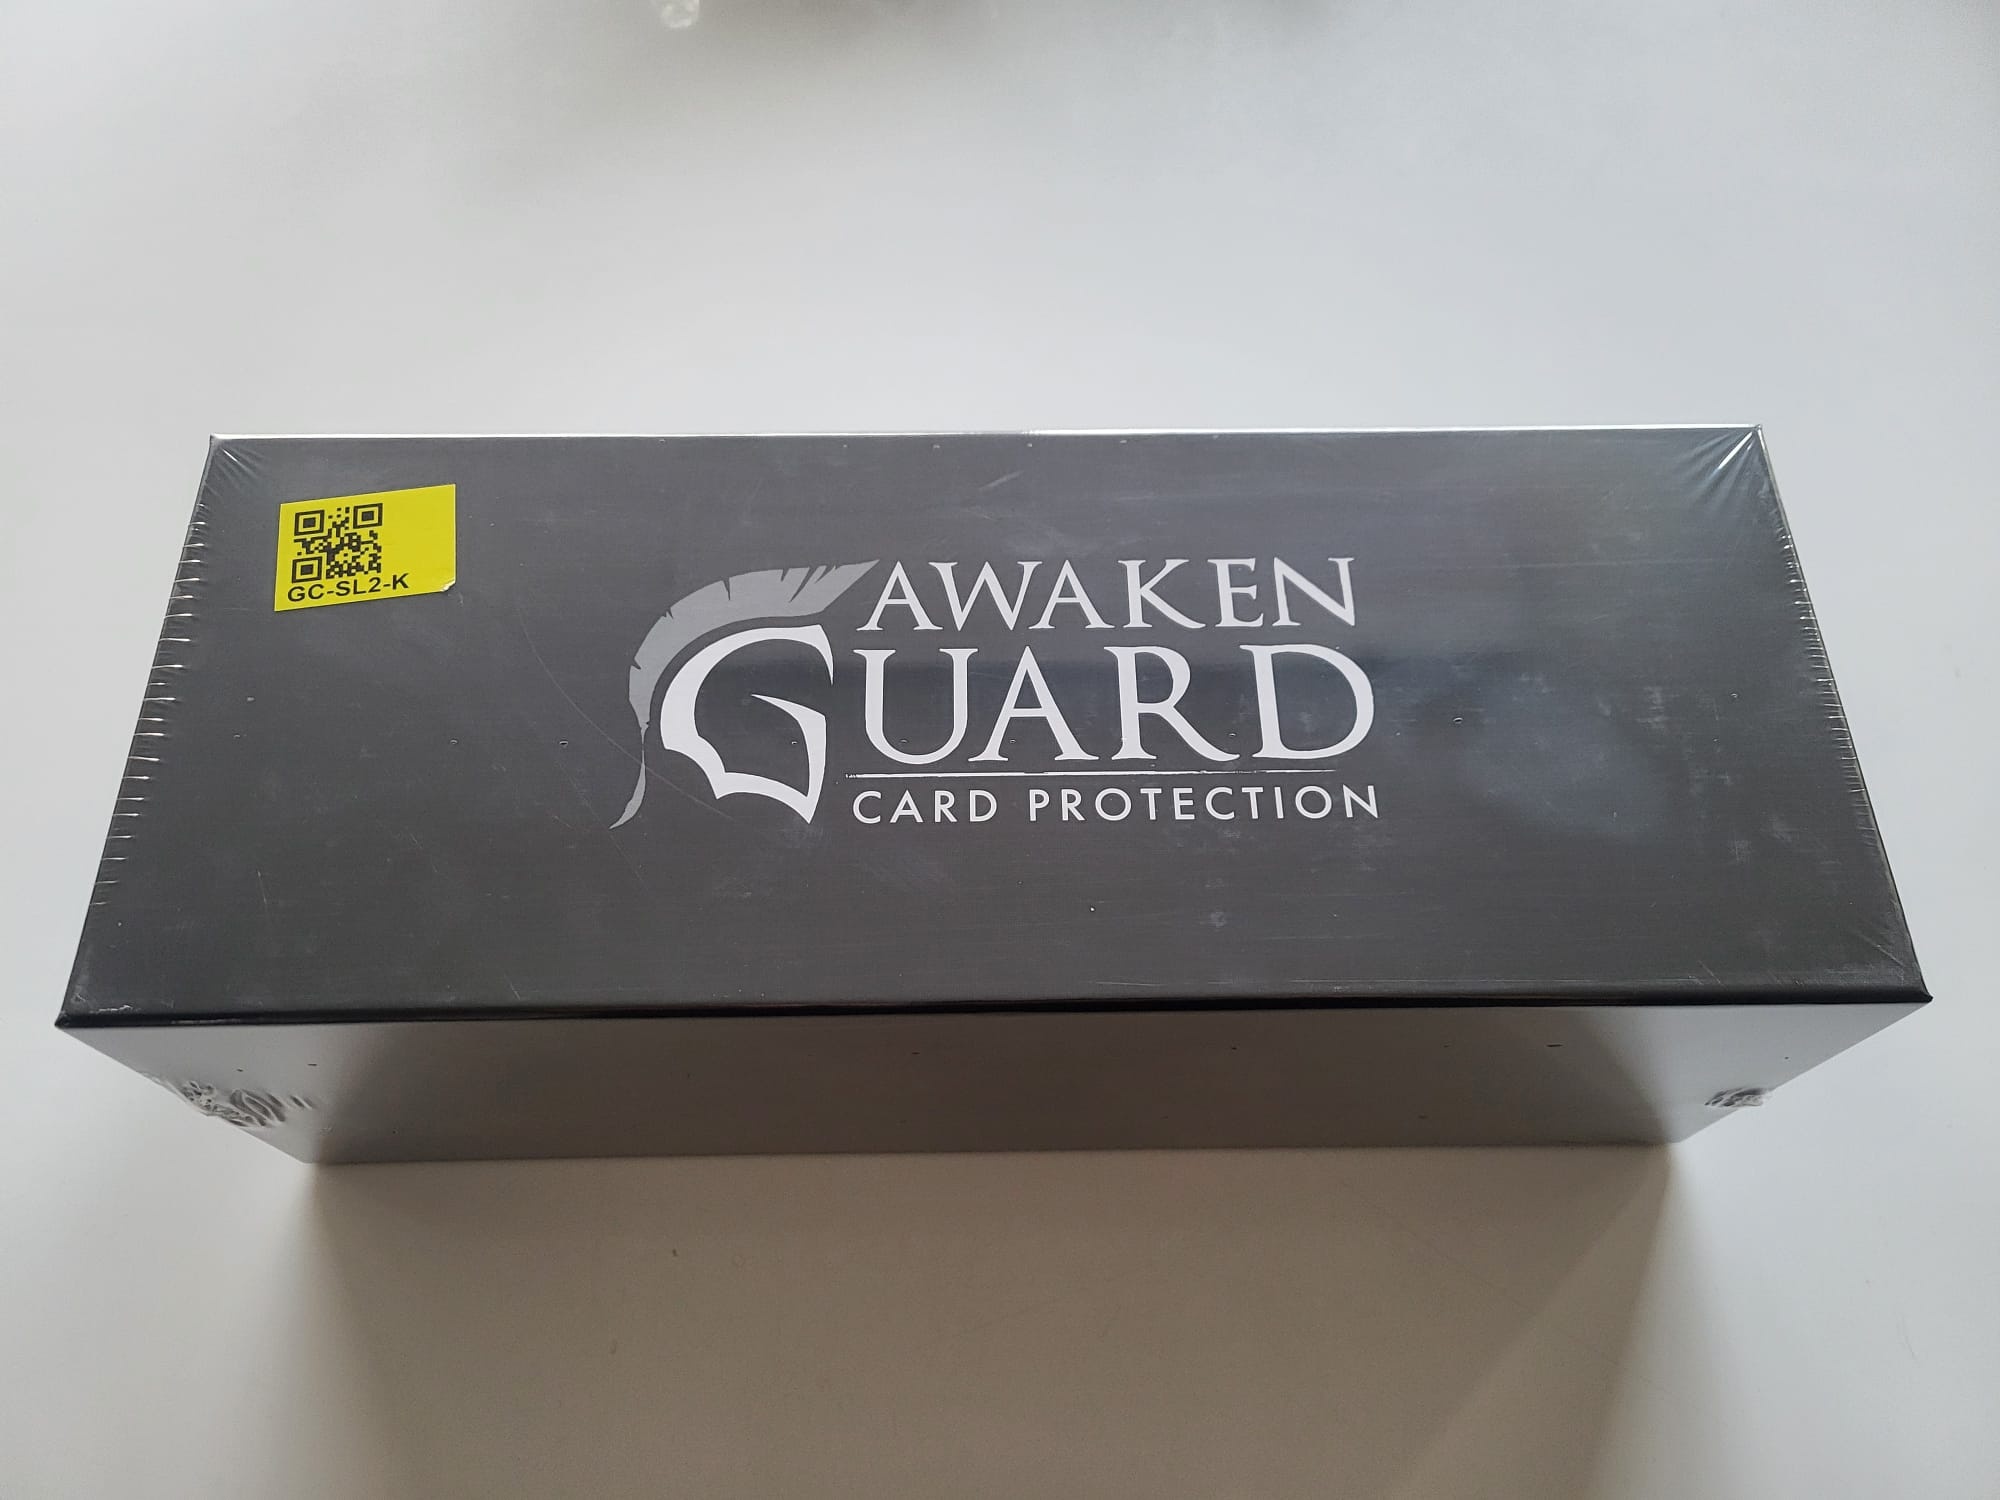 GC-SL2-K
AWAKEN
GUARD
CARD PROTECTION